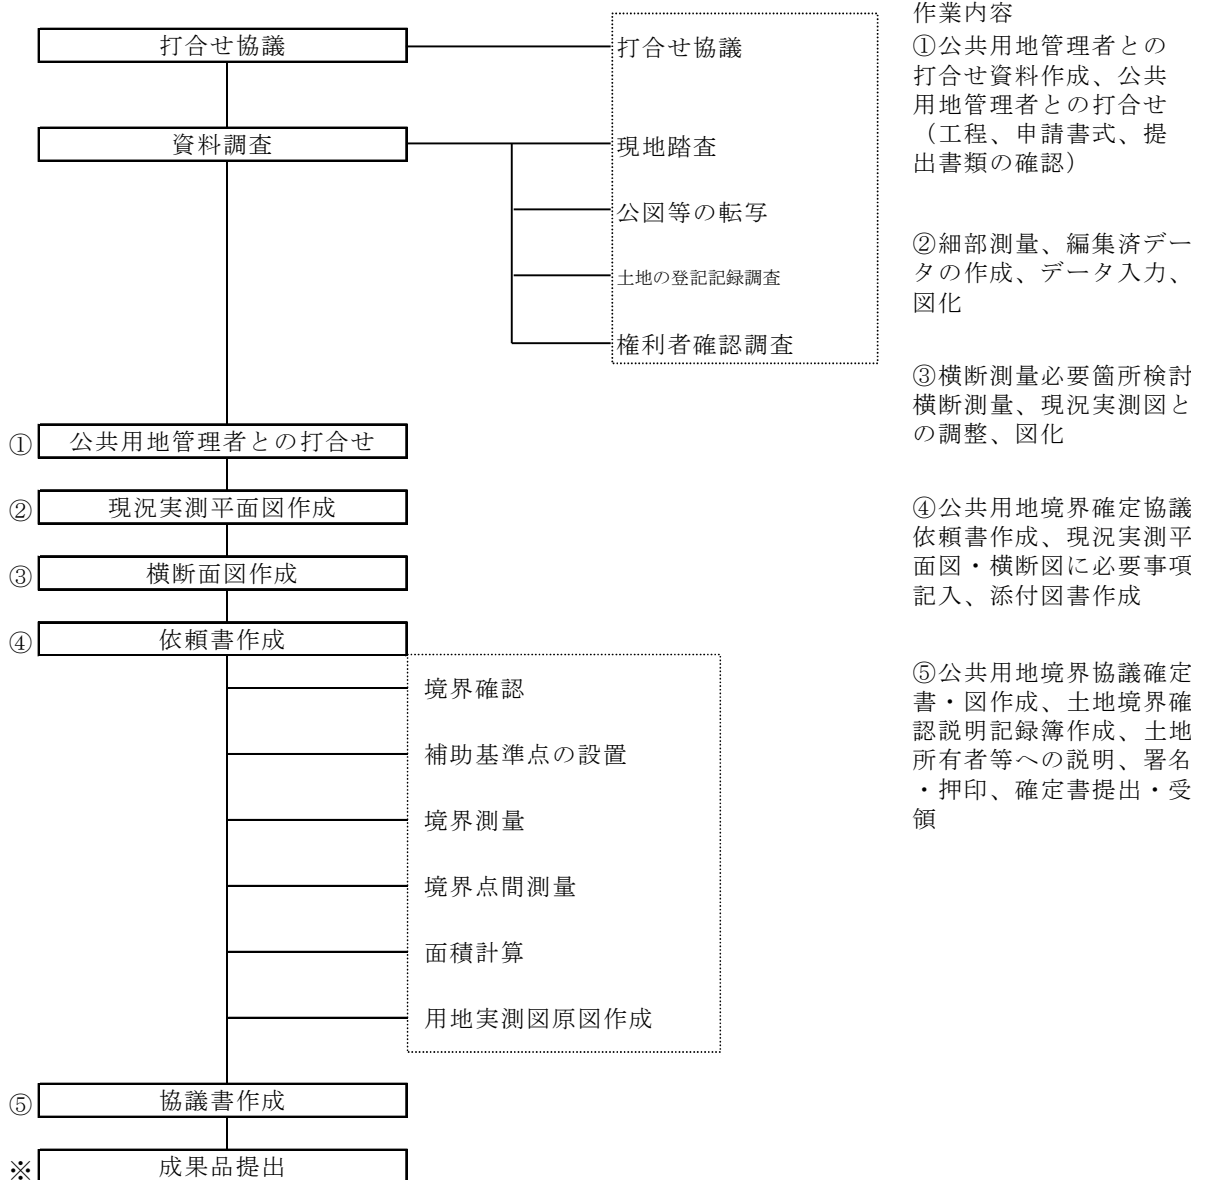 打合せ協議
打合せ協議
資料調査
現地踏査
公図等の転写
土地の登記記録調査
権利者確認調査
① 公共用地管理者との打合せ
② 現況実測平面図作成
③ 横断面図作成
④ 依頼書作成
境界確認
補助基準点の設置
境界測量
境界点間測量
面積計算
用地実測図原図作成
⑤ 協議書作成
※ 成果品提出
作業内容
①公共用地管理者との
打合せ資料作成、公共
用地管理者との打合せ
（工程、申請書式、提
出書類の確認）
②細部測量、編集済デー
タの作成、データ入力、
図化
③横断測量必要箇所検討
横断測量、現況実測図と
の調整、図化
④公共用地境界確定協議
依頼書作成、現況実測平
面図・横断図に必要事項
記入、添付図書作成
⑤公共用地境界協議確定
書・図作成、土地境界確
認説明記録簿作成、土地
所有者等への説明、署名
・押印、確定書提出・受
領